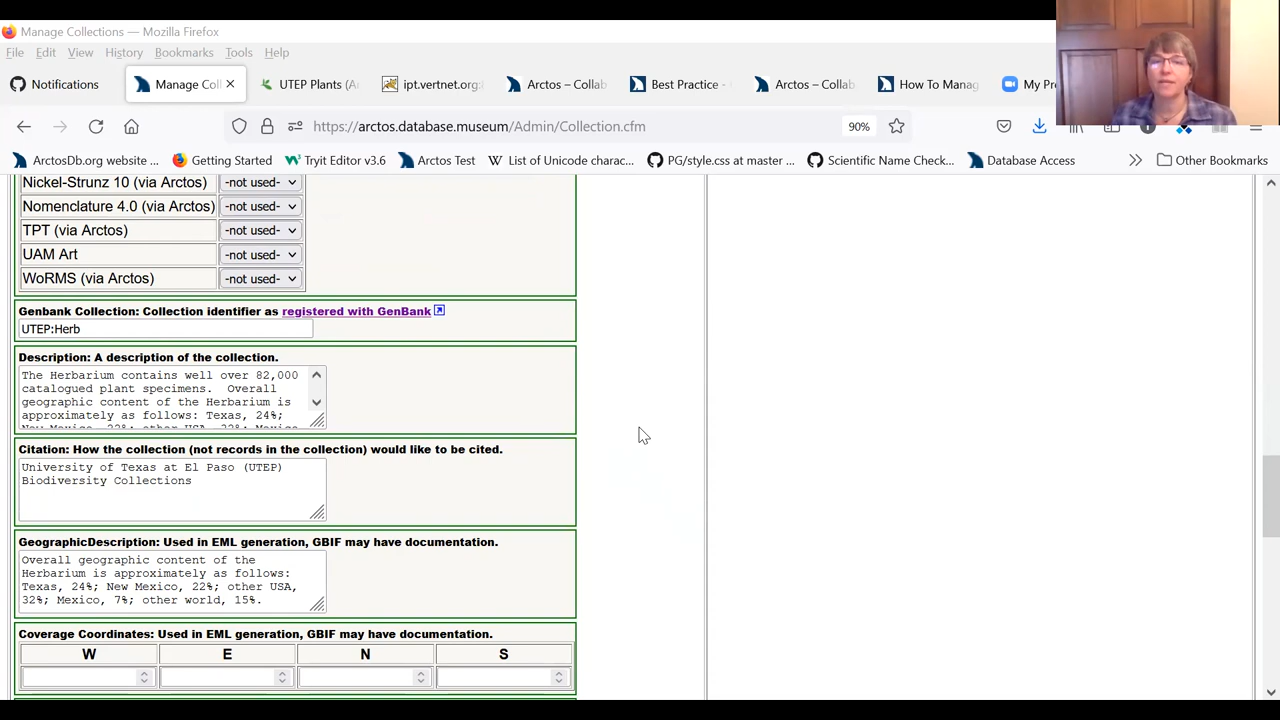 Manage Collections — Mozilla Firefox
File Edit View History Bookmarks Tools Help
Notifications Manage Coll UTEP Plants (Ar ipt.vertnet.org: Arctos – Collab Best Practice - Arctos – Collab How To Manag My Pr
https://arctos.database.museum/Admin/Collection.cfm 90%
ArctosDb.org website ... Getting Started Tryit Editor v3.6 Arctos Test List of Unicode charac... PG/style.css at master ... Scientific Name Check... Database Access Other Bookmarks
Nickel-Strunz 10 (via Arctos) -not used-
Nomenclature 4.0 (via Arctos) -not used-
TPT (via Arctos) -not used-
UAM Art -not used-
WoRMS (via Arctos) -not used-
Genbank Collection: Collection identifier as registered with GenBank
UTEP:Herb
Description: A description of the collection.
The Herbarium contains well over 82,000
catalogued plant specimens. Overall
geographic content of the Herbarium is
approximately as follows: Texas, 24%;
New Mexico, 22%; other USA, 32%; Mexico
Citation: How the collection (not records in the collection) would like to be cited.
University of Texas at El Paso (UTEP)
Biodiversity Collections
GeographicDescription: Used in EML generation, GBIF may have documentation.
Overall geographic content of the
Herbarium is approximately as follows:
Texas, 24%; New Mexico, 22%; other USA,
32%; Mexico, 7%; other world, 15%.
Coverage Coordinates: Used in EML generation, GBIF may have documentation.
W E N S